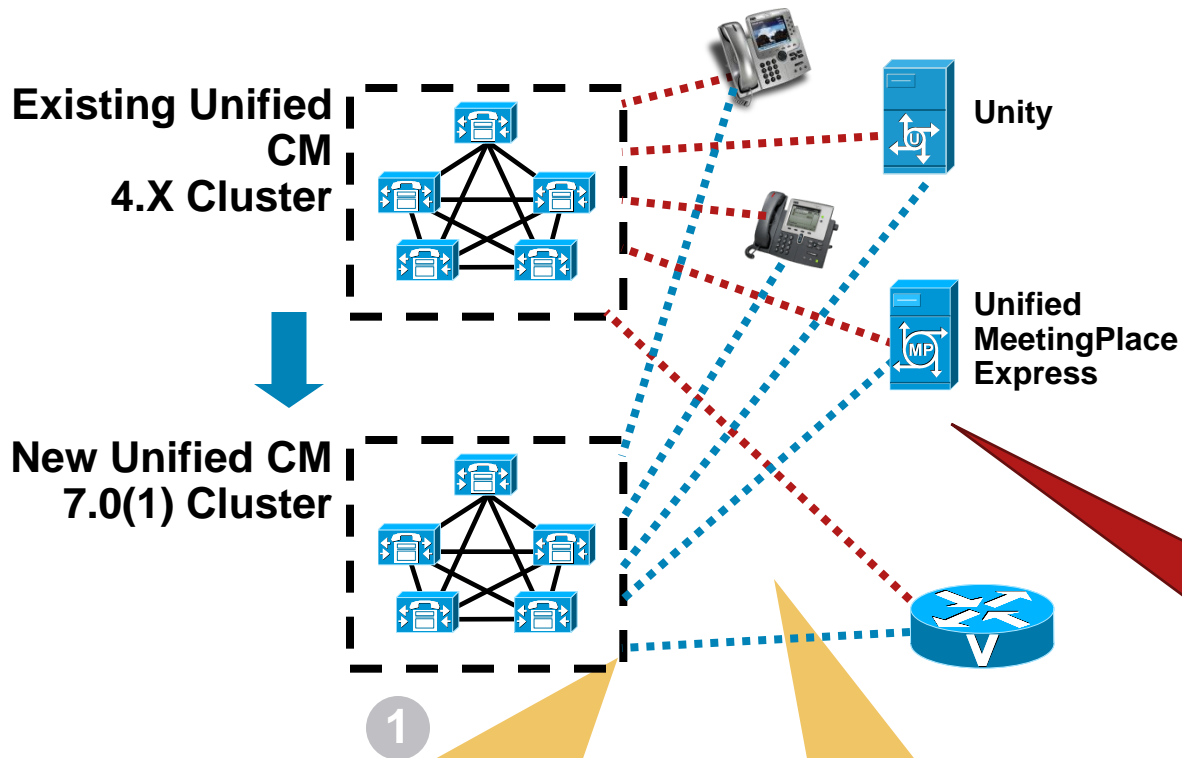 Existing Unified
CM
4.X Cluster
Unity
U
Unified
MeetingPlace
Express
MP
New Unified CM
7.0(1) Cluster
V
1